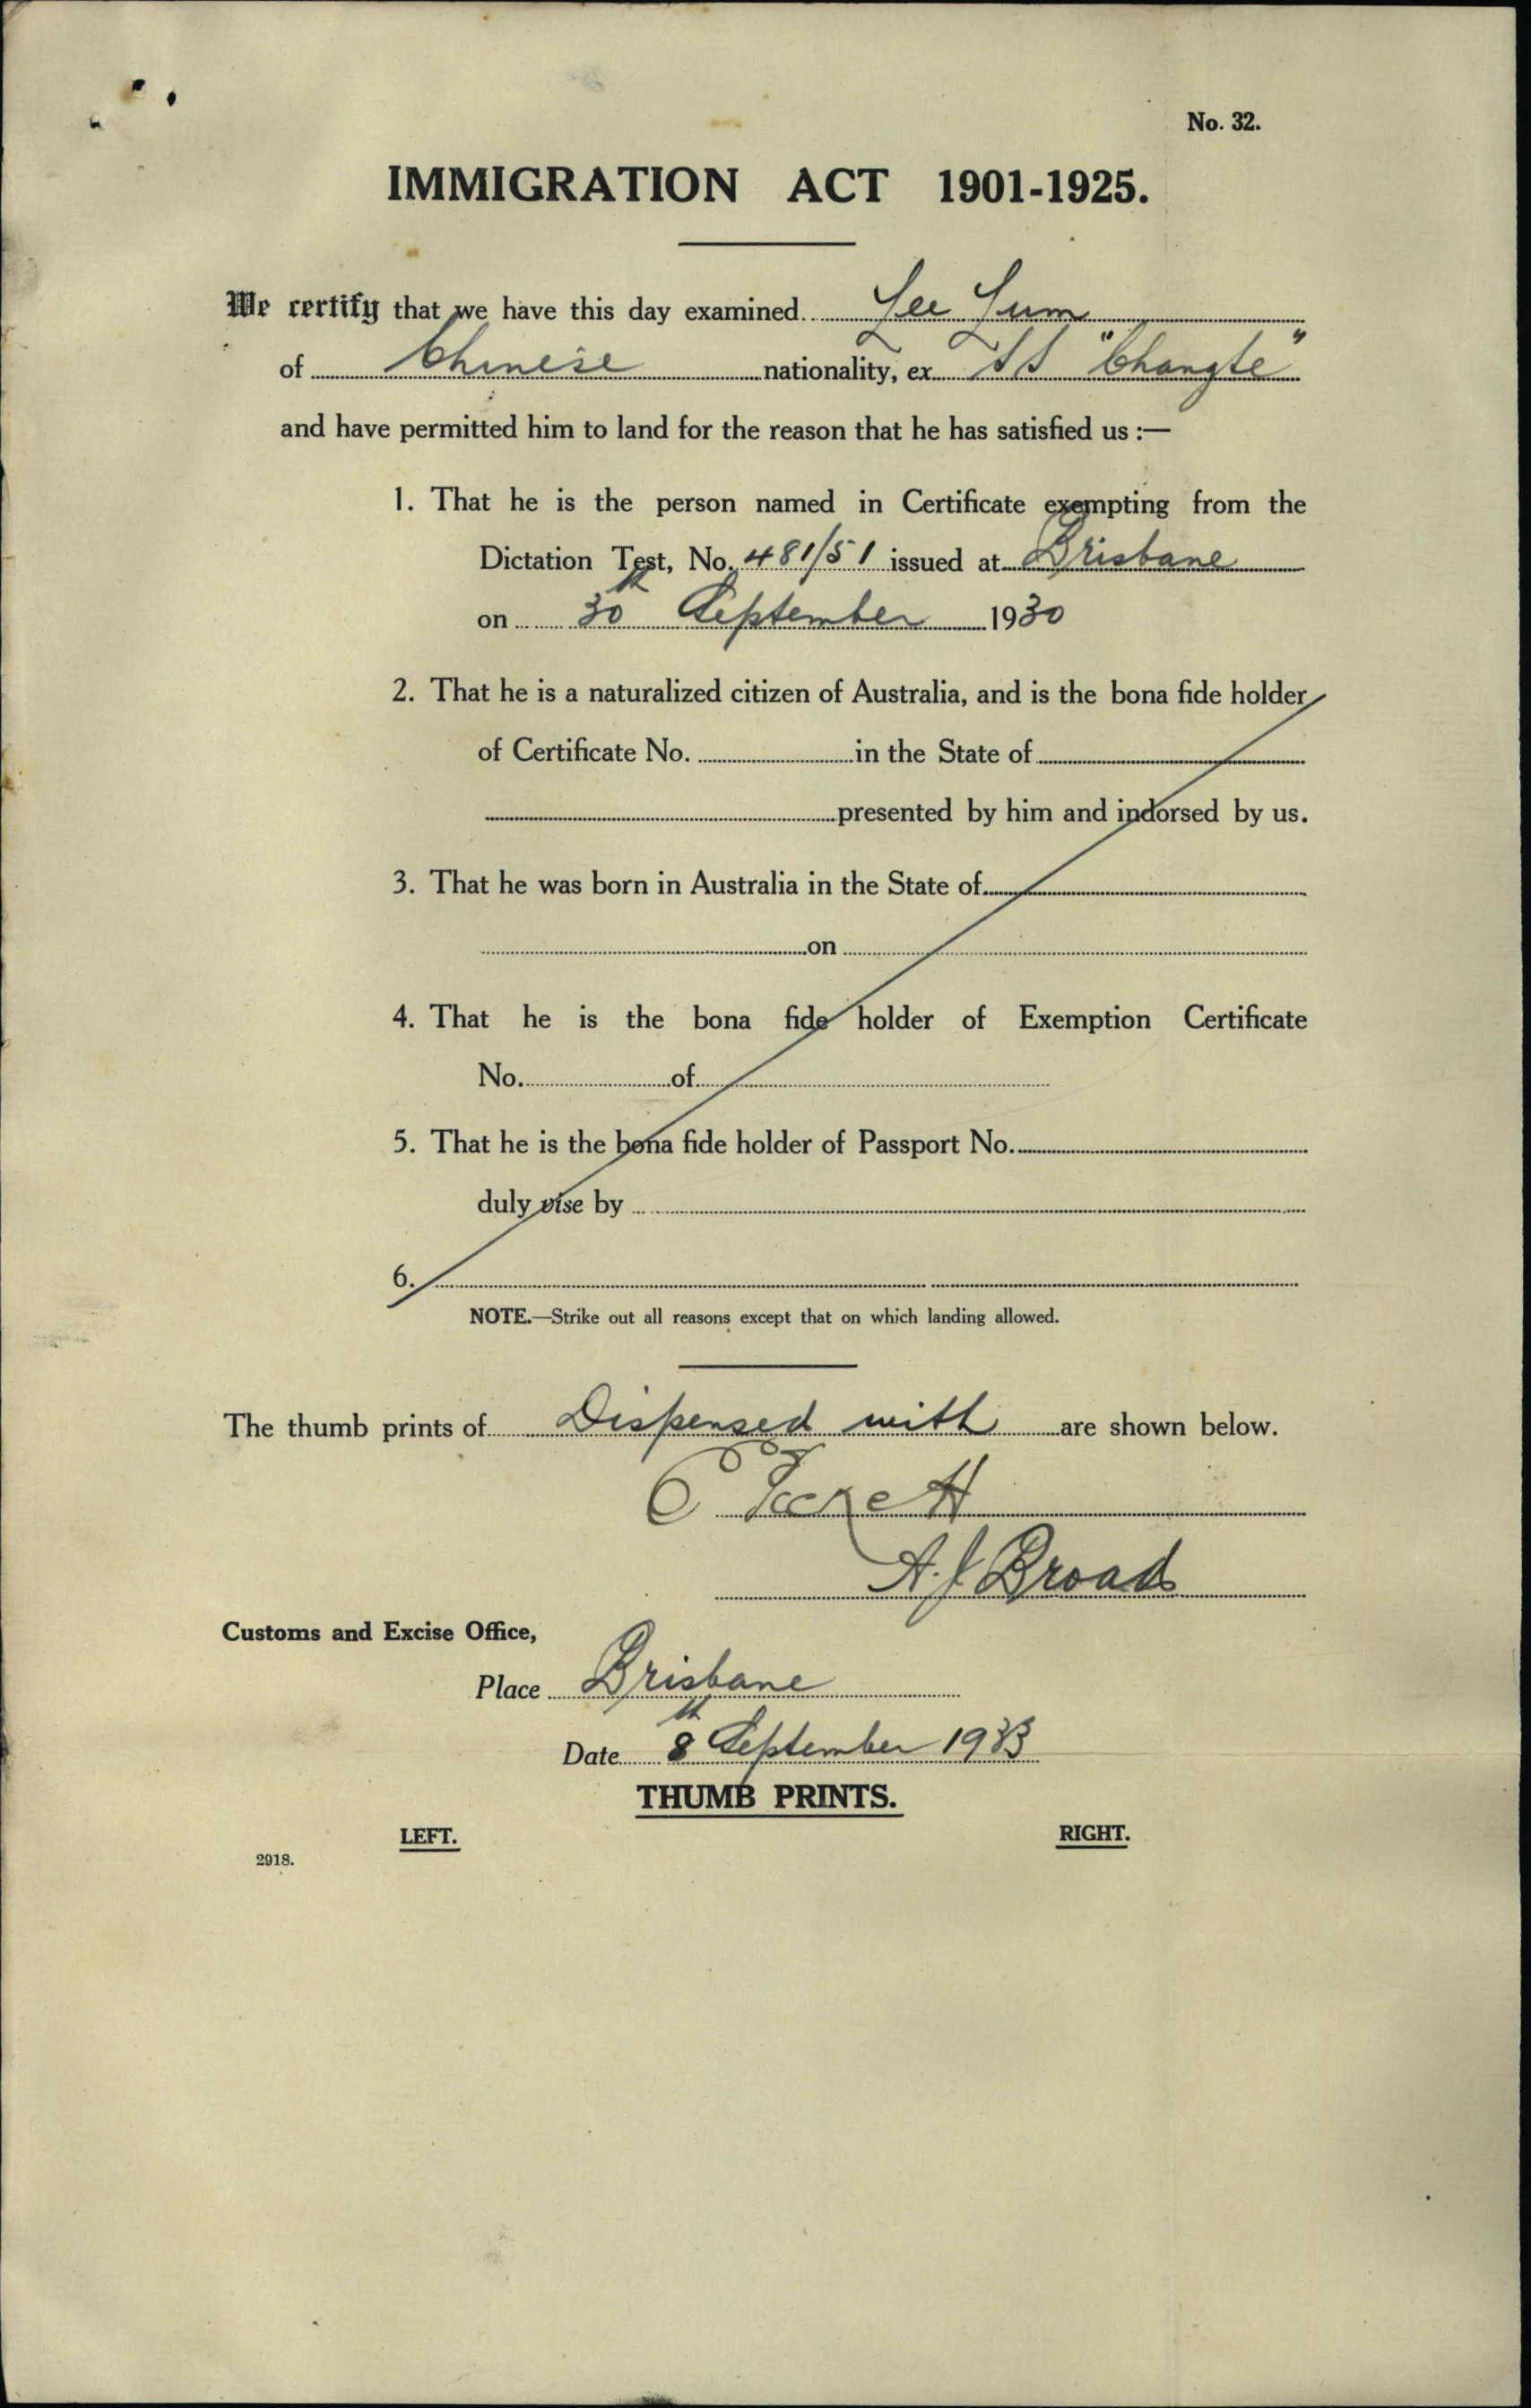 No. 32.
IMMIGRATION ACT 1901-1925.
We certify that we have this day examined See Sum
of Chinese nationality, ex SS "Changte"
and have permitted him to land for the reason that he has satisfied us :—
1. That he is the person named in Certificate exempting from the
Dictation Test, No. 481/51 issued at Brisbane
on 30th September 1930
2. That he is a naturalized citizen of Australia, and is the bona fide holder
of Certificate No. in the State of
presented by him and indorsed by us.
3. That he was born in Australia in the State of
on
4. That he is the bona fide holder of Exemption Certificate
No. of
5. That he is the bona fide holder of Passport No.
duly vise by
6.
NOTE.—Strike out all reasons except that on which landing allowed.
The thumb prints of Dispensed with are shown below.
A. J Broad
Customs and Excise Office,
Place Brisbane
Date 8th September 1933
THUMB PRINTS.
LEFT. RIGHT.
2918.